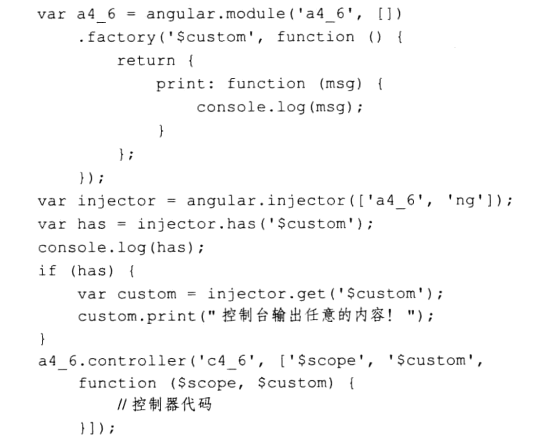 var a4_6 = angular.module('a4_6', [])
    .factory('$custom', function () {
        return {
            print: function (msg) {
                console.log(msg);
            }
        };
    });
var injector = angular.injector(['a4_6', 'ng']);
var has = injector.has('$custom');
console.log(has);
if (has) {
    var custom = injector.get('$custom');
    custom.print("控制台输出任意的内容! ");
}
a4_6.controller('c4_6', ['$scope', '$custom',
    function ($scope, $custom) {
        //控制器代码
    }]);